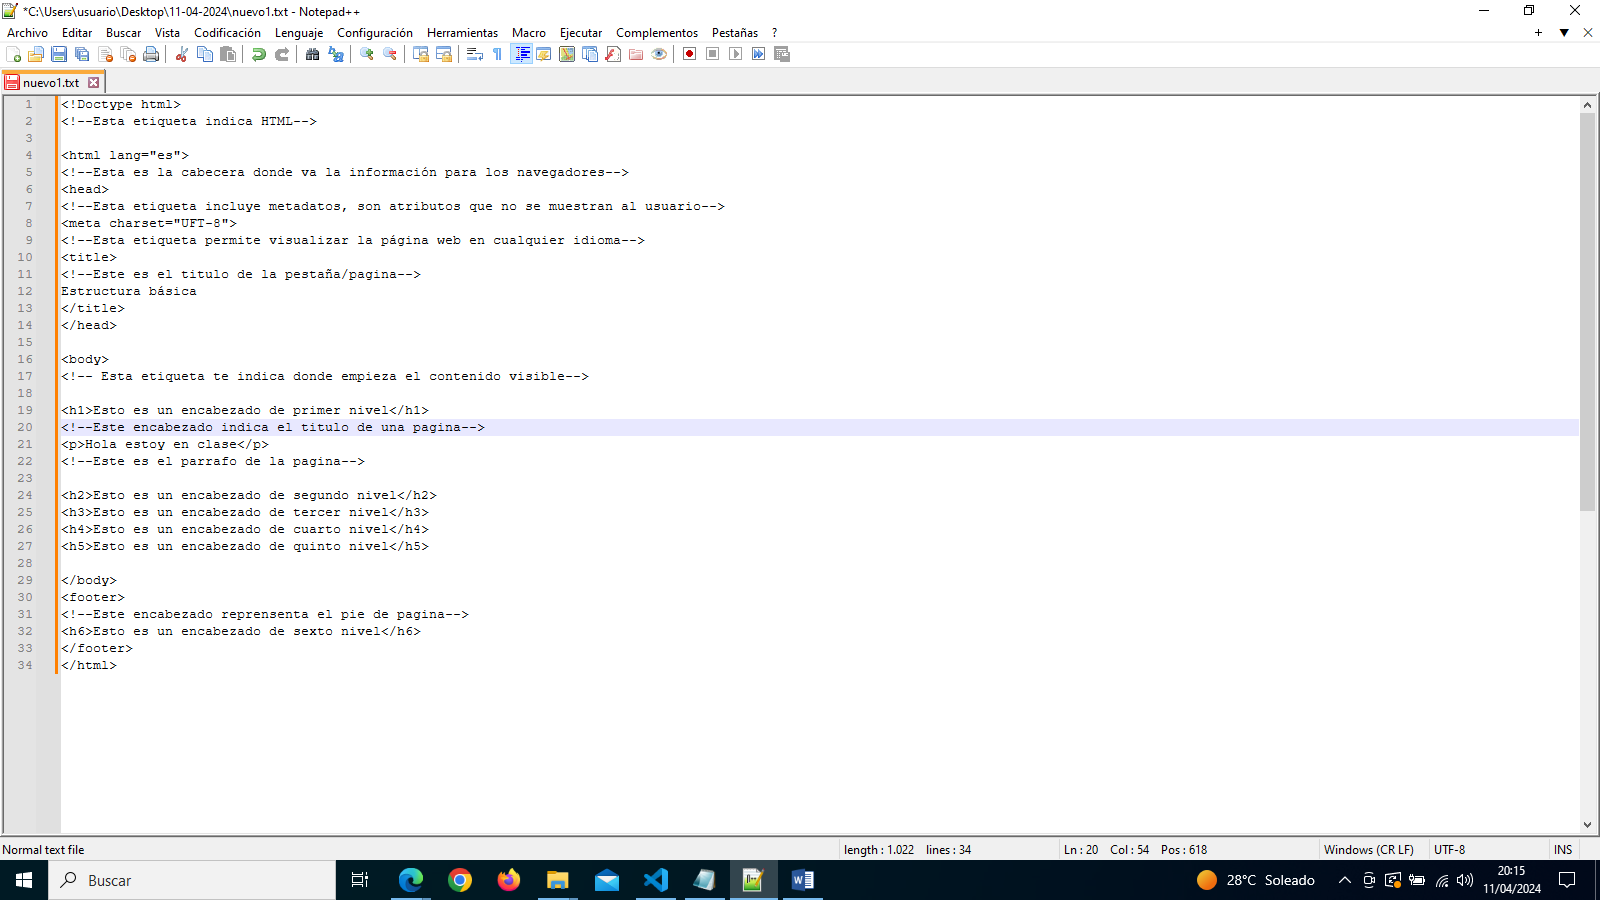 *C:\Users\usuario\Desktop\11-04-2024\nuevo1.txt - Notepad++
Archivo Editar Buscar Vista Codificación Lenguaje Configuración Herramientas Macro Ejecutar Complementos Pestañas ?
nuevo1.txt
1 <!Doctype html>
2 <!--Esta etiqueta indica HTML-->
3
4 <html lang="es">
5 <!--Esta es la cabecera donde va la información para los navegadores-->
6 <head>
7 <!--Esta etiqueta incluye metadatos, son atributos que no se muestran al usuario-->
8 <meta charset="UFT-8">
9 <!--Esta etiqueta permite visualizar la página web en cualquier idioma-->
10 <title>
11 <!--Este es el titulo de la pestaña/pagina-->
12 Estructura básica
13 </title>
14 </head>
15
16 <body>
17 <!-- Esta etiqueta te indica donde empieza el contenido visible-->
18
19 <h1>Esto es un encabezado de primer nivel</h1>
20 <!--Este encabezado indica el titulo de una pagina-->
21 <p>Hola estoy en clase</p>
22 <!--Este es el parrafo de la pagina-->
23
24 <h2>Esto es un encabezado de segundo nivel</h2>
25 <h3>Esto es un encabezado de tercer nivel</h3>
26 <h4>Esto es un encabezado de cuarto nivel</h4>
27 <h5>Esto es un encabezado de quinto nivel</h5>
28
29 </body>
30 <footer>
31 <!--Este encabezado reprensenta el pie de pagina-->
32 <h6>Esto es un encabezado de sexto nivel</h6>
33 </footer>
34 </html>
Normal text file length : 1.022 lines : 34 Ln : 20 Col : 54 Pos : 618 Windows (CR LF) UTF-8 INS
Buscar 28°C Soleado 20:15
11/04/2024